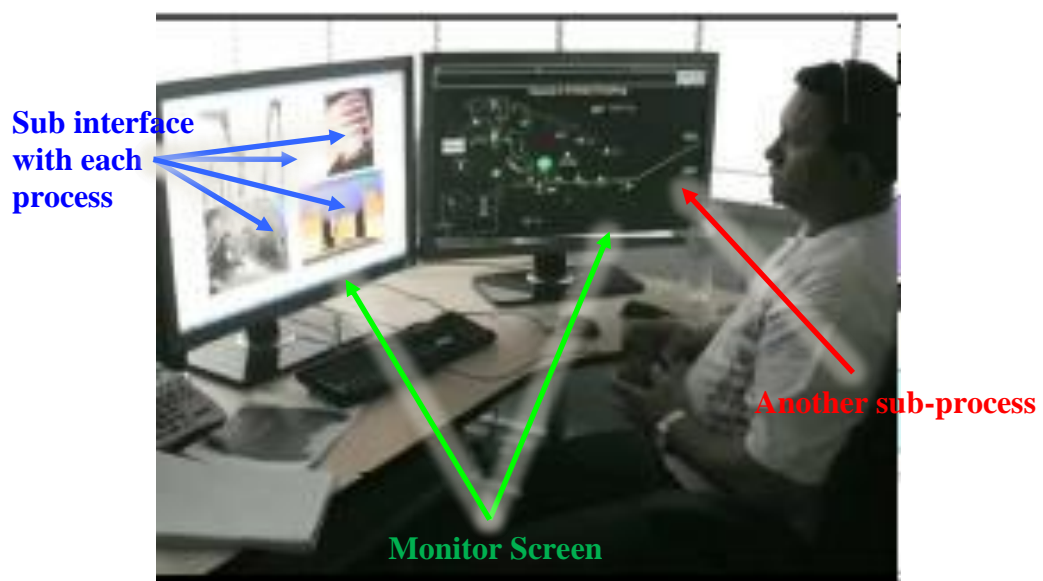 Sub interface
with each
process
Another sub-process
Monitor Screen